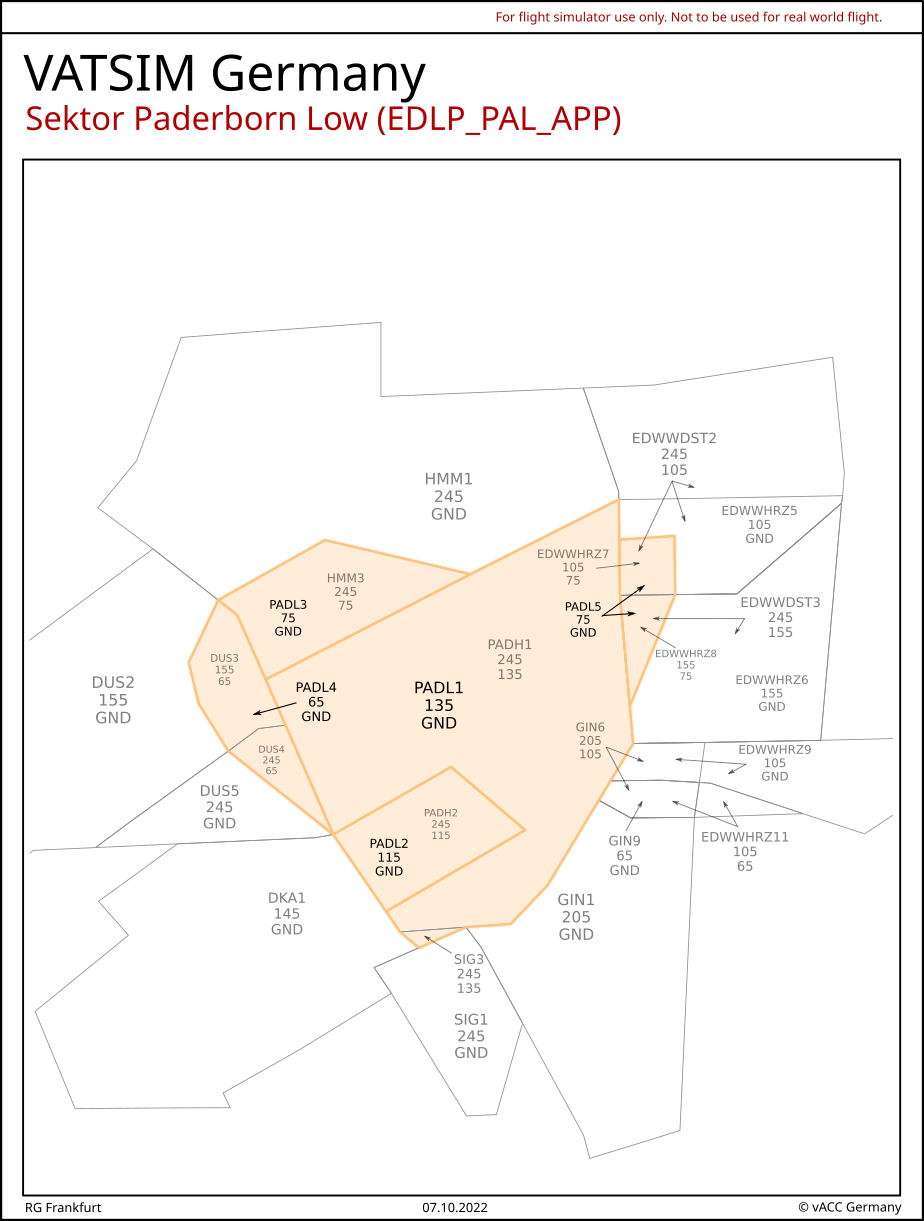 For flight simulator use only. Not to be used for real world flight.
VATSIM Germany
Sektor Paderborn Low (EDLP_PAL_APP)
EDWWDST2
245
105
HMM1
245
GND
EDWWHRZ5
105
GND
EDWWHRZ7
105
75
HMM3
245
75
PADL3
75
GND
PADL5
75
GND
EDWWDST3
245
155
PADH1
245
135
EDWWHRZ8
155
75
DUS3
155
65
DUS2
155
GND
PADL4
65
GND
PADL1
135
GND
EDWWHRZ6
155
GND
GIN6
205
105
DUS4
245
65
EDWWHRZ9
105
GND
DUS5
245
GND
PADH2
245
115
PADL2
115
GND
GIN9
65
GND
EDWWHRZ11
105
65
DKA1
145
GND
GIN1
205
GND
SIG3
245
135
SIG1
245
GND
RG Frankfurt
07.10.2022
© vACC Germany